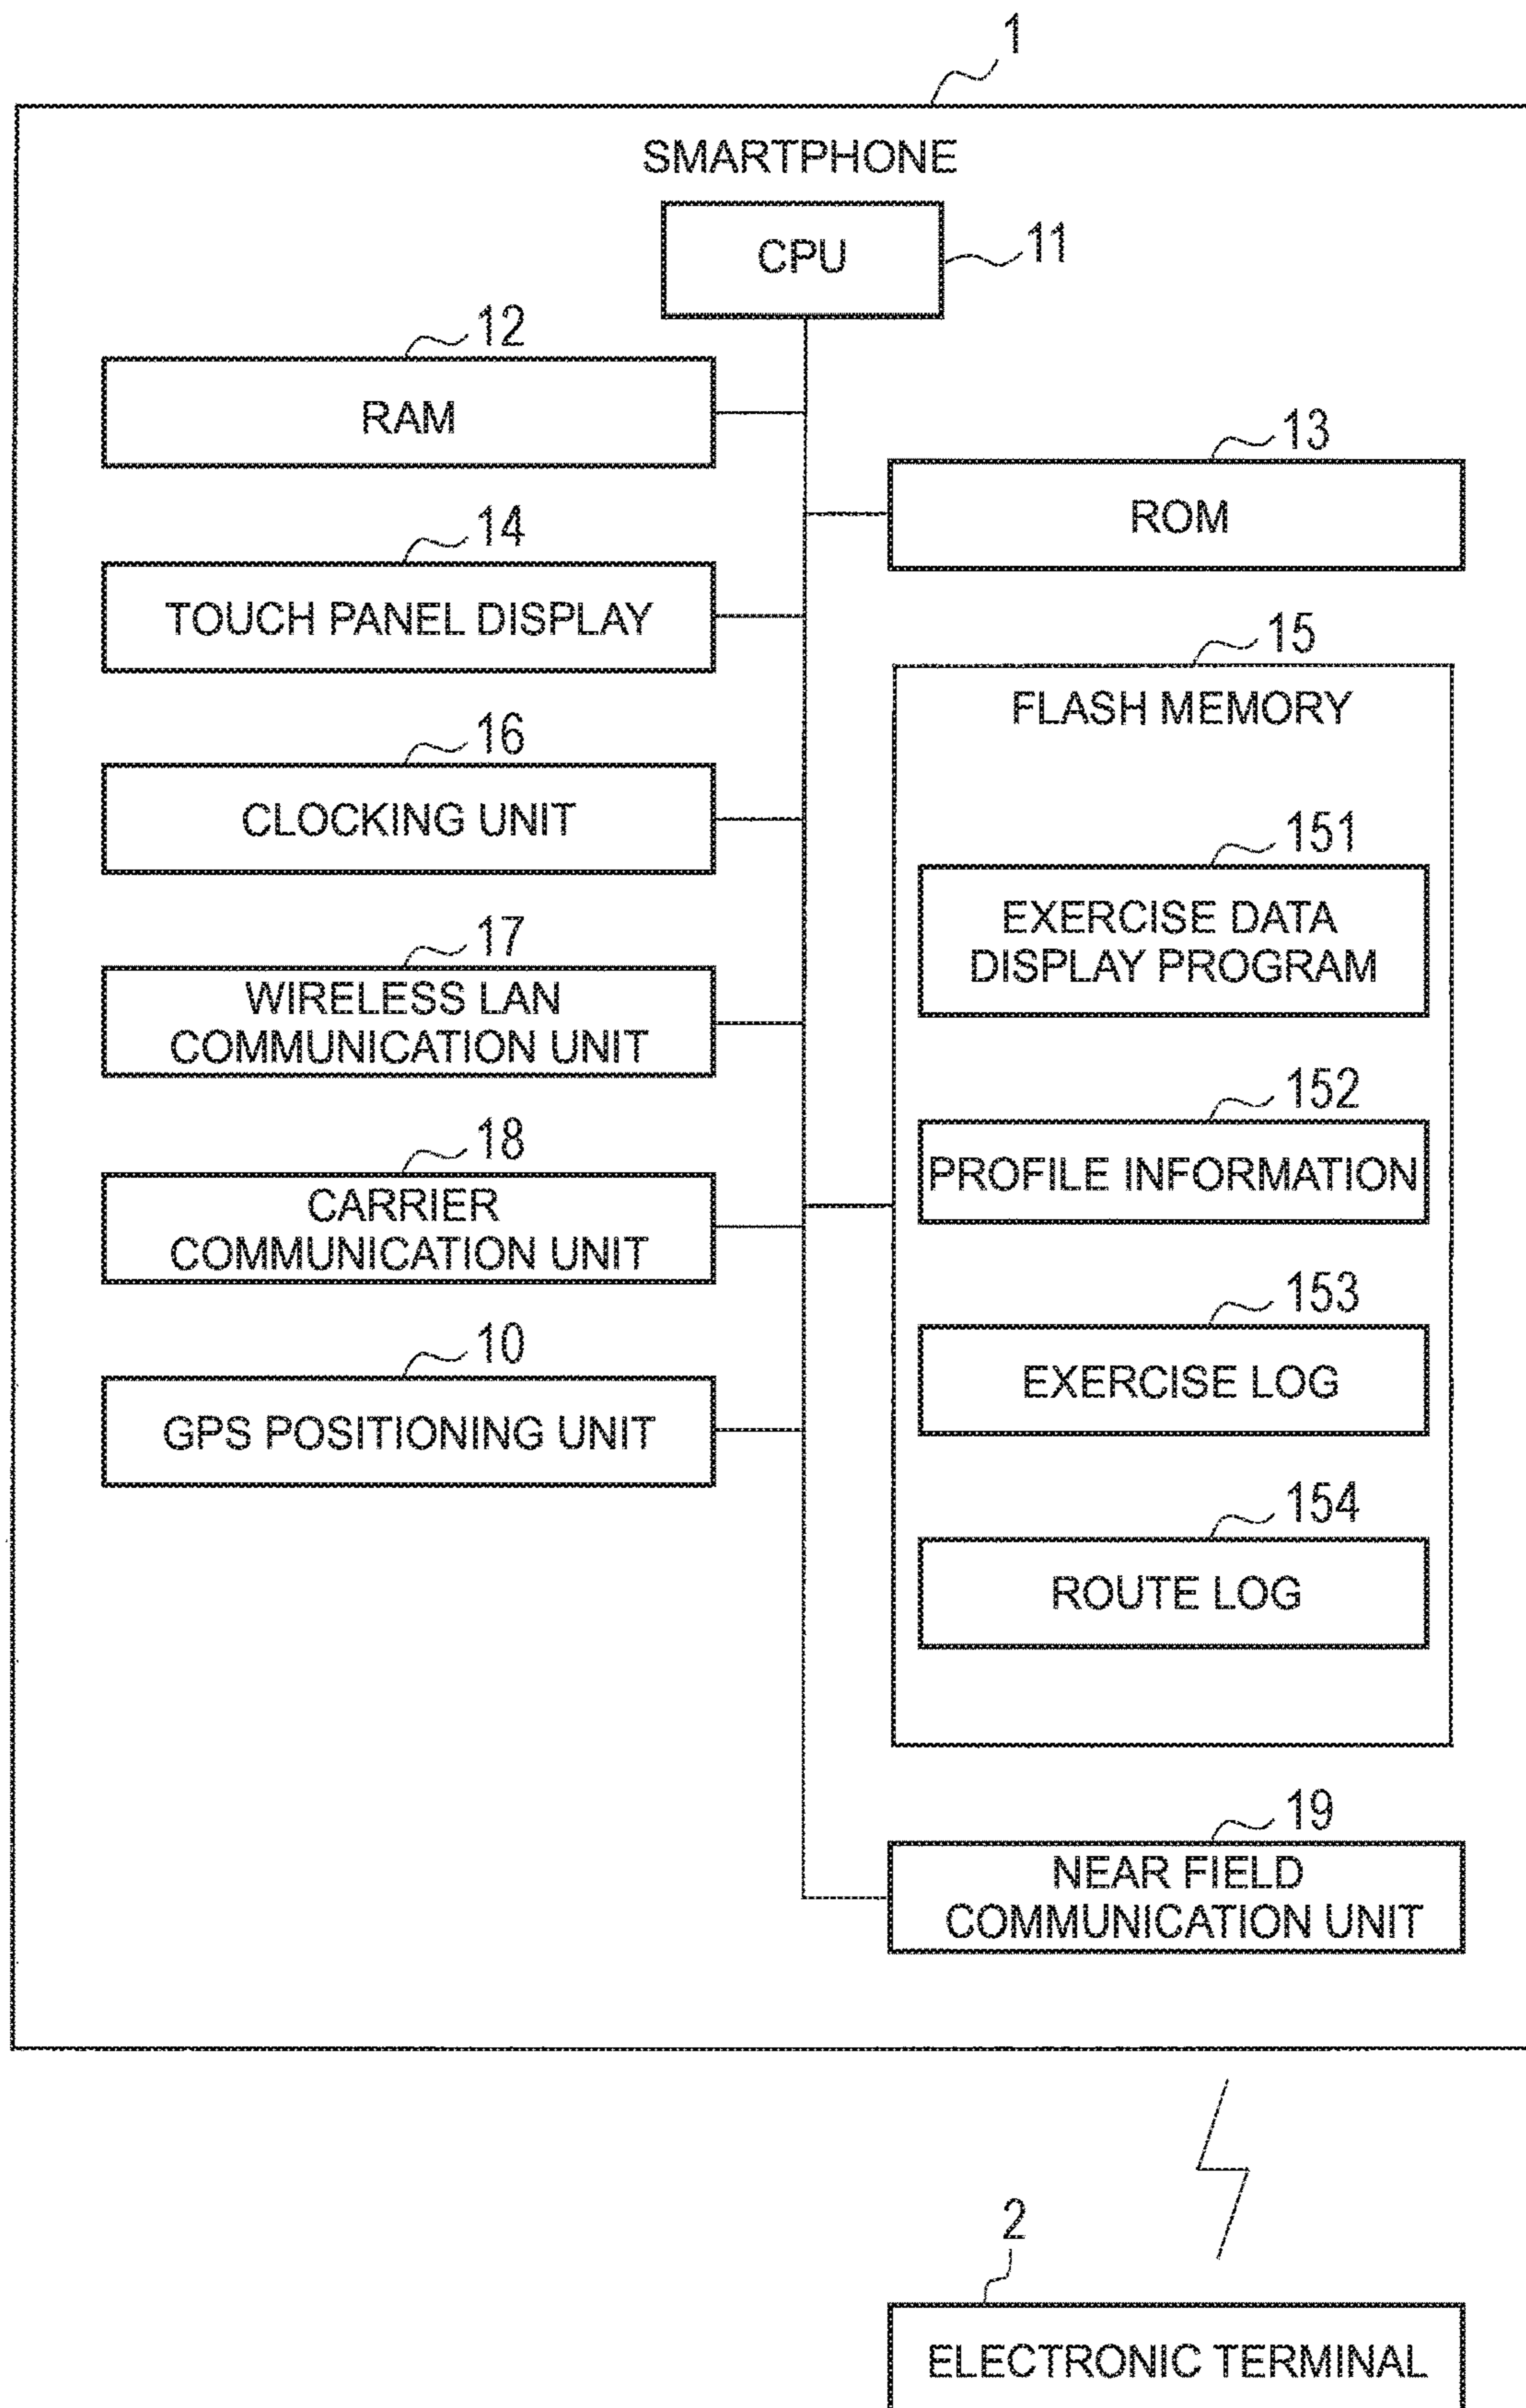 1
SMARTPHONE
CPU
11
12
RAM
13
ROM
14
TOUCH PANEL DISPLAY
15
FLASH MEMORY
16
CLOCKING UNIT
151
EXERCISE DATA
DISPLAY PROGRAM
17
WIRELESS LAN
COMMUNICATION UNIT
152
PROFILE INFORMATION
18
CARRIER
COMMUNICATION UNIT
153
EXERCISE LOG
10
GPS POSITIONING UNIT
154
ROUTE LOG
19
NEAR FIELD
COMMUNICATION UNIT
2
ELECTRONIC TERMINAL